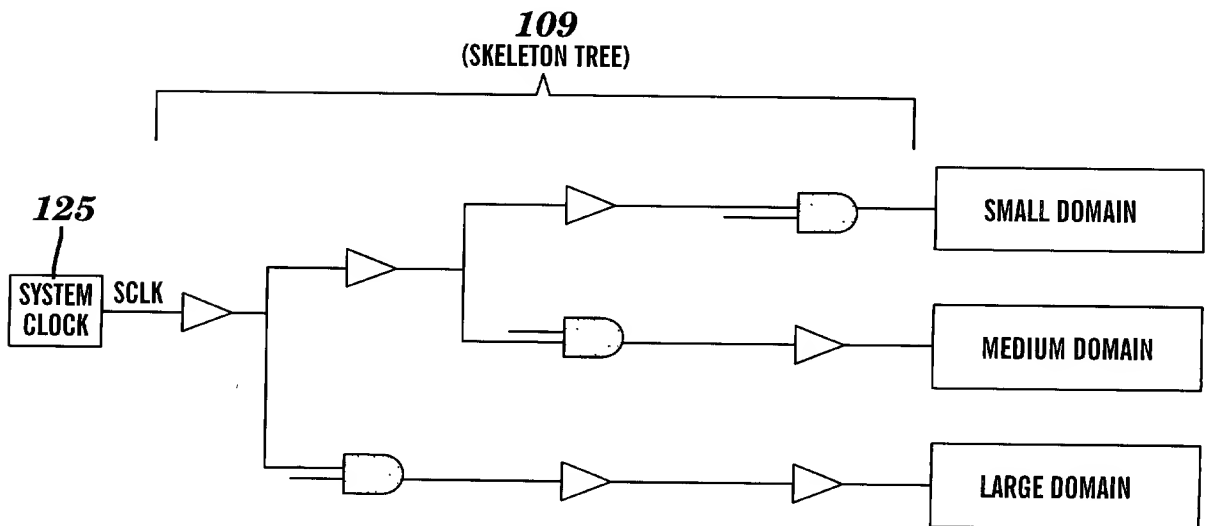 109
(SKELETON TREE)
125
SYSTEM
CLOCK
SCLK
SMALL DOMAIN
MEDIUM DOMAIN
LARGE DOMAIN